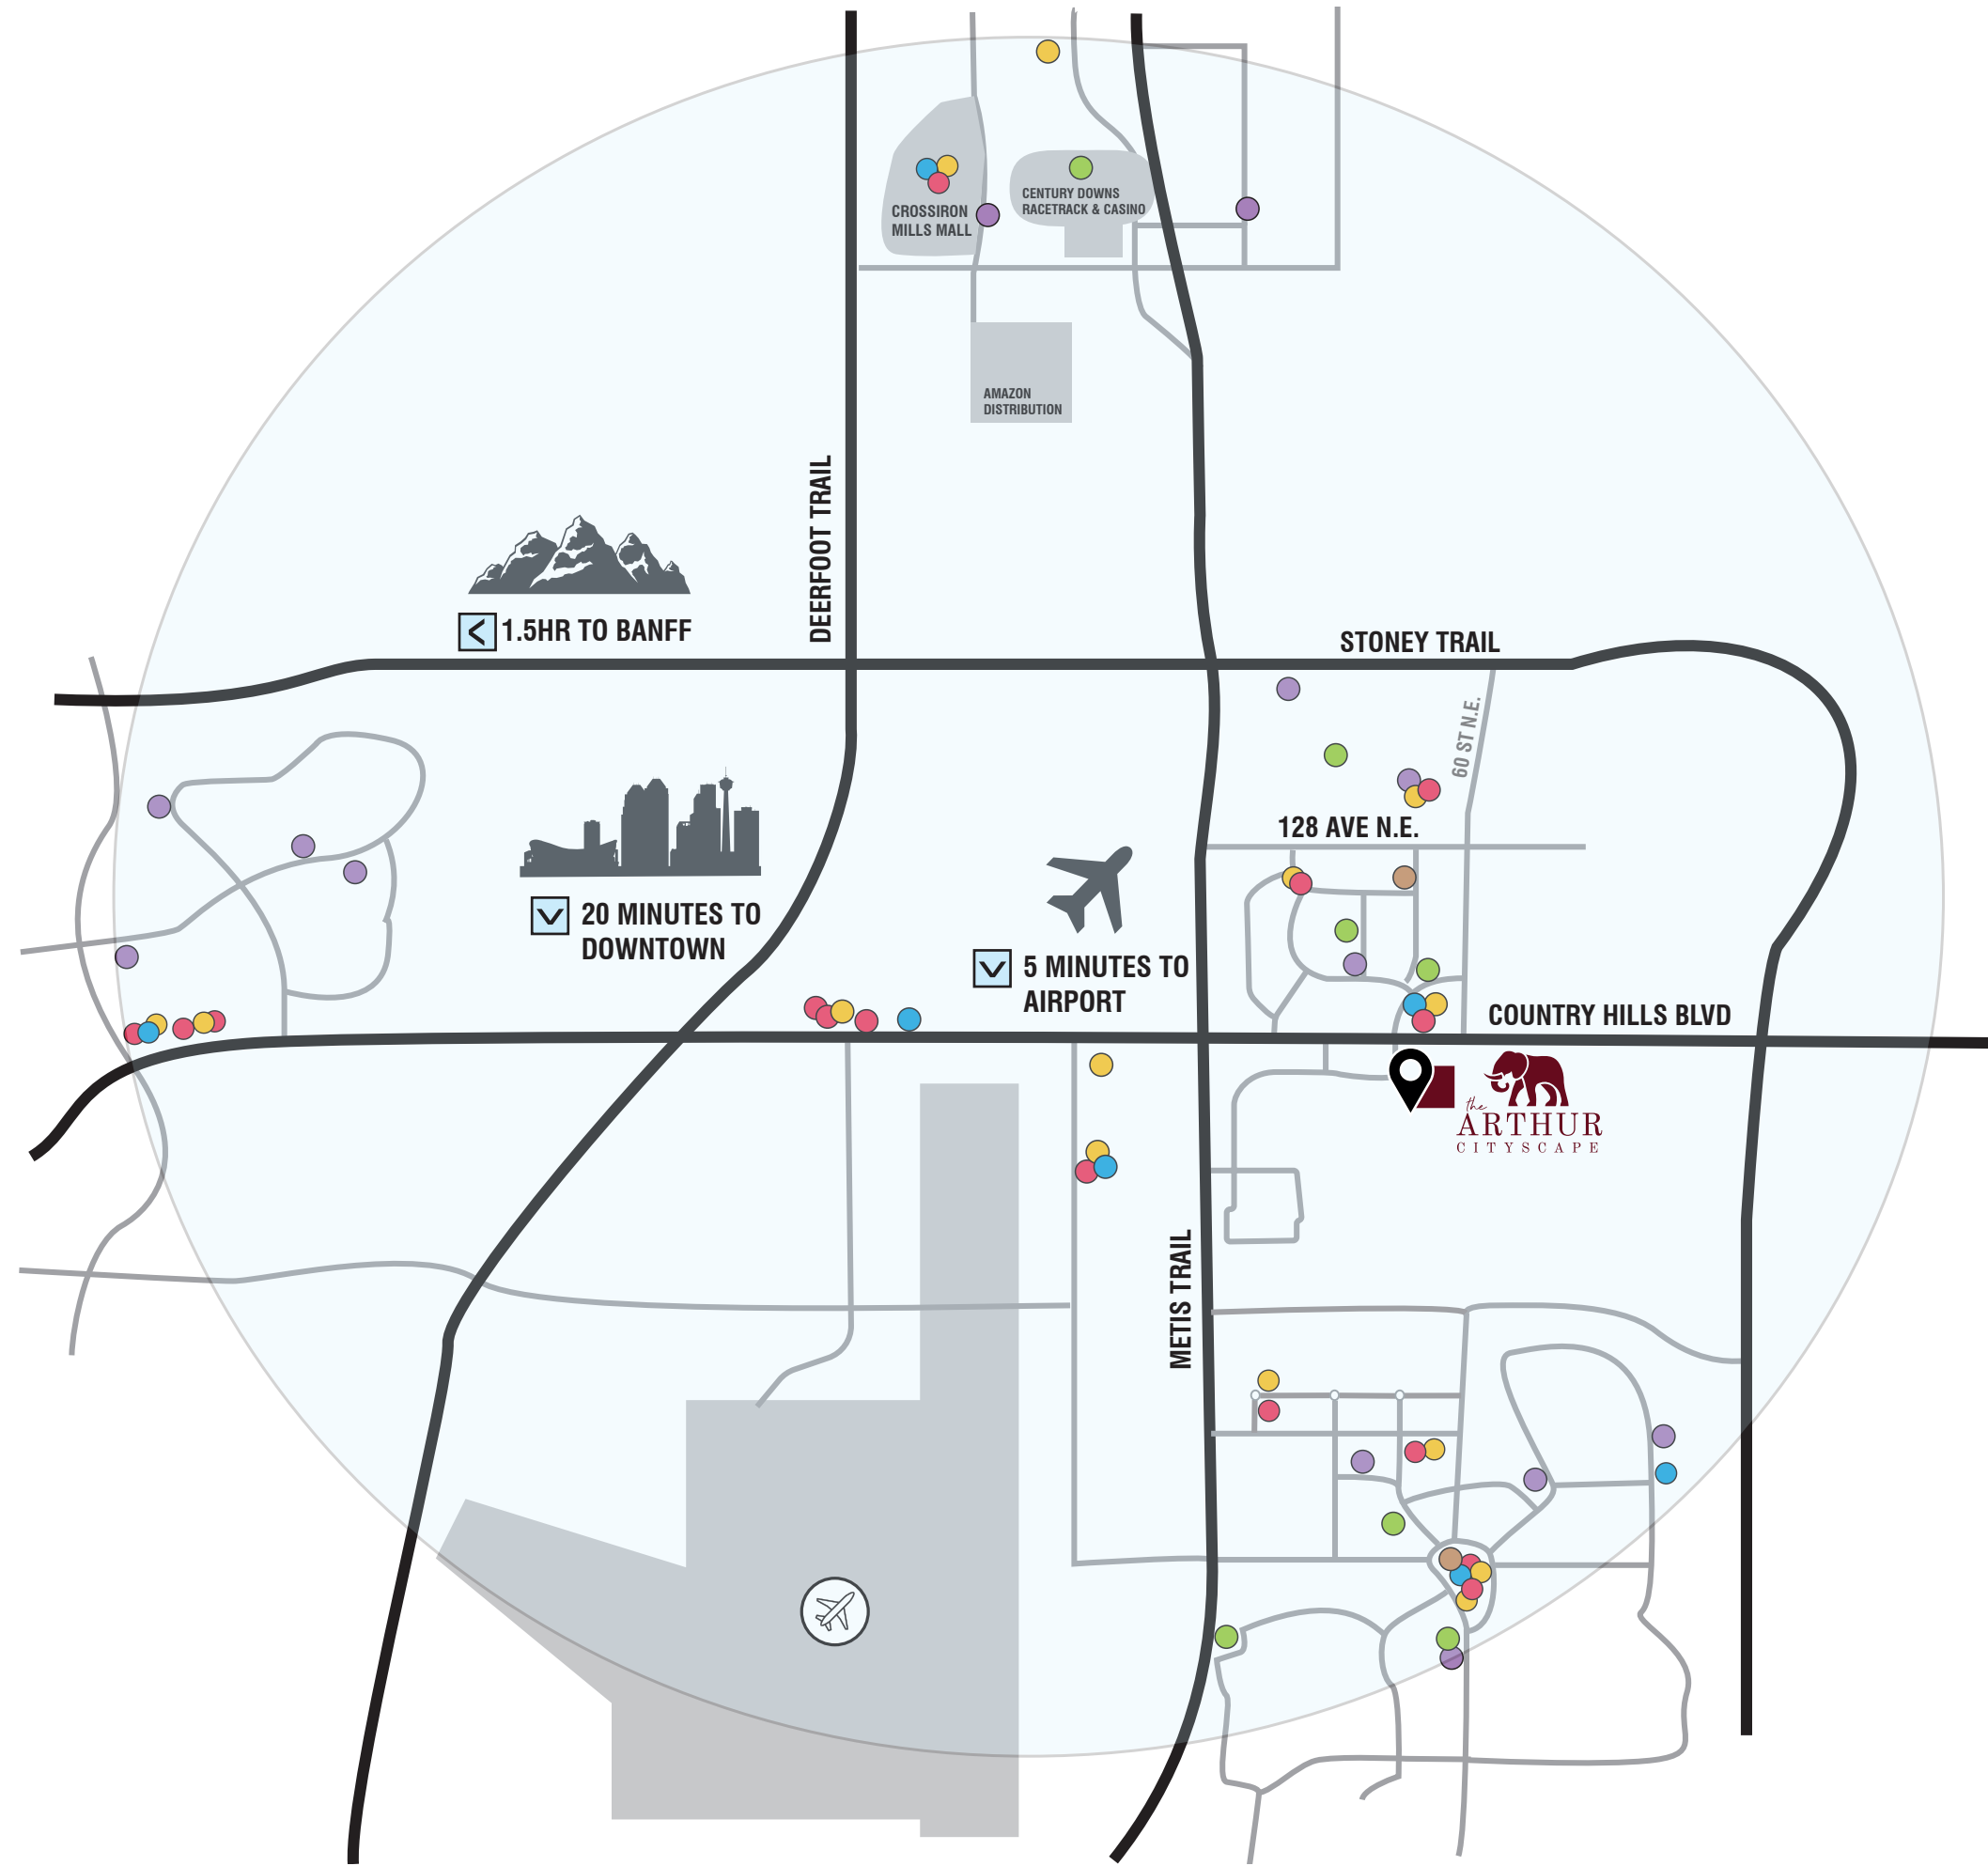 CROSSIRON
MILLS MALL
CENTURY DOWNS
RACETRACK & CASINO
AMAZON
DISTRIBUTION
DEERFOOT TRAIL
1.5HR TO BANFF
STONEY TRAIL
60 ST N.E.
128 AVE N.E.
20 MINUTES TO
DOWNTOWN
5 MINUTES TO
AIRPORT
COUNTRY HILLS BLVD
the
ARTHUR
CITYSCAPE
METIS TRAIL